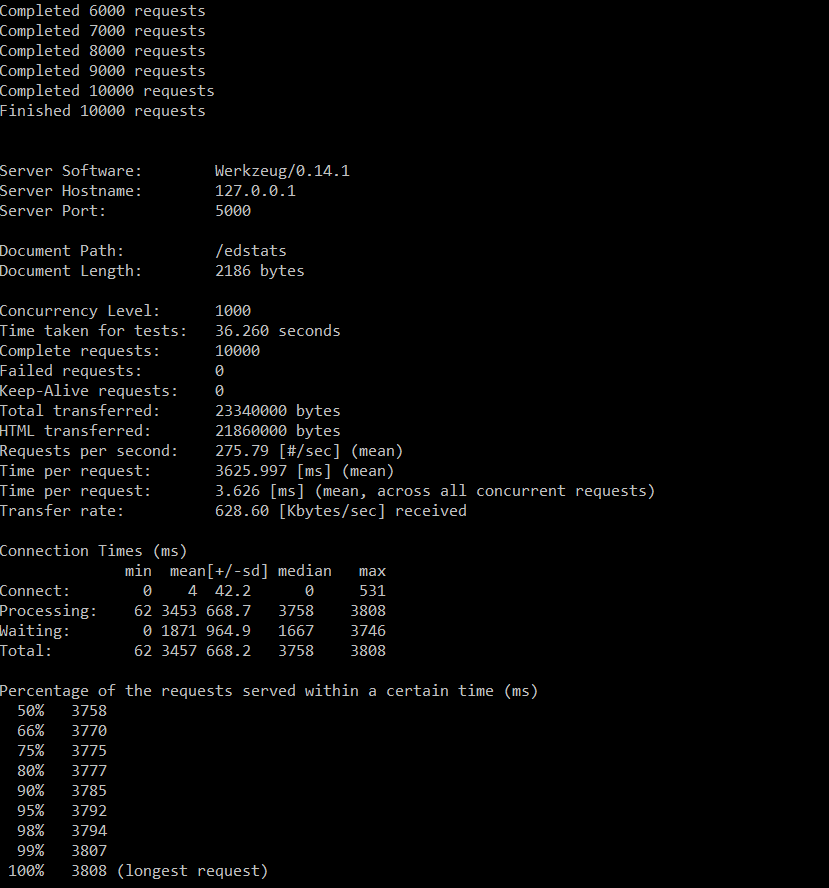 Completed 6000 requests
Completed 7000 requests
Completed 8000 requests
Completed 9000 requests
Completed 10000 requests
Finished 10000 requests
Server Software:        Werkzeug/0.14.1
Server Hostname:        127.0.0.1
Server Port:            5000
Document Path:          /edstats
Document Length:        2186 bytes
Concurrency Level:      1000
Time taken for tests:   36.260 seconds
Complete requests:      10000
Failed requests:        0
Keep-Alive requests:    0
Total transferred:      23340000 bytes
HTML transferred:       21860000 bytes
Requests per second:    275.79 [#/sec] (mean)
Time per request:       3625.997 [ms] (mean)
Time per request:       3.626 [ms] (mean, across all concurrent requests)
Transfer rate:          628.60 [Kbytes/sec] received
Connection Times (ms)
              min  mean[+/-sd] median   max
Connect:        0    4  42.2      0     531
Processing:    62 3453 668.7   3758    3808
Waiting:        0 1871 964.9   1667    3746
Total:         62 3457 668.2   3758    3808
Percentage of the requests served within a certain time (ms)
  50%   3758
  66%   3770
  75%   3775
  80%   3777
  90%   3785
  95%   3792
  98%   3794
  99%   3807
 100%   3808 (longest request)